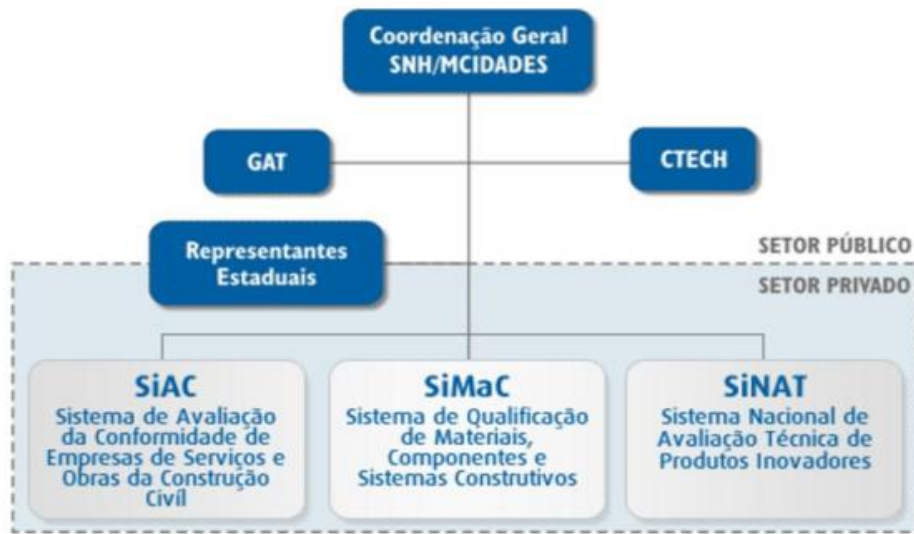 Coordenação Geral
SNH/MCIDADES
GAT
CTECH
Representantes
Estaduais
SETOR PÚBLICO
SETOR PRIVADO
SiAC
Sistema de Avaliação
da Conformidade de
Empresas de Serviços e
Obras da Construção
Civíl
SiMaC
Sistema de Qualificação
de Materiais,
Componentes e
Sistemas Construtivos
SiNAT
Sistema Nacional de
Avaliação Técnica de
Produtos Inovadores